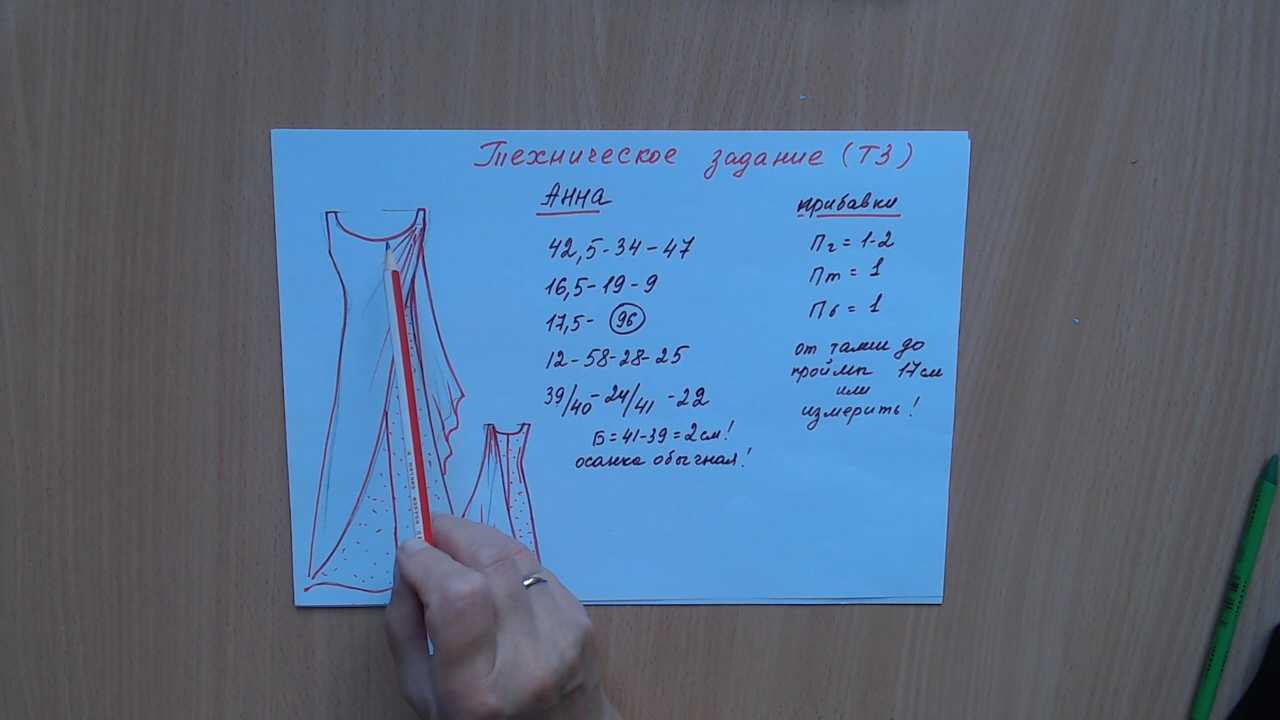 Техническое задание (ТЗ)
Анна
42,5-34-47
16,5-19-9
17,5- 96
12-58-28-25
39/40-24/41-22
Б=41-39=2см!
осанка обычная!
прибавки
Пг=1-2
Пт=1
Пб=1
от талии до
проймы 17см
или
измерить!